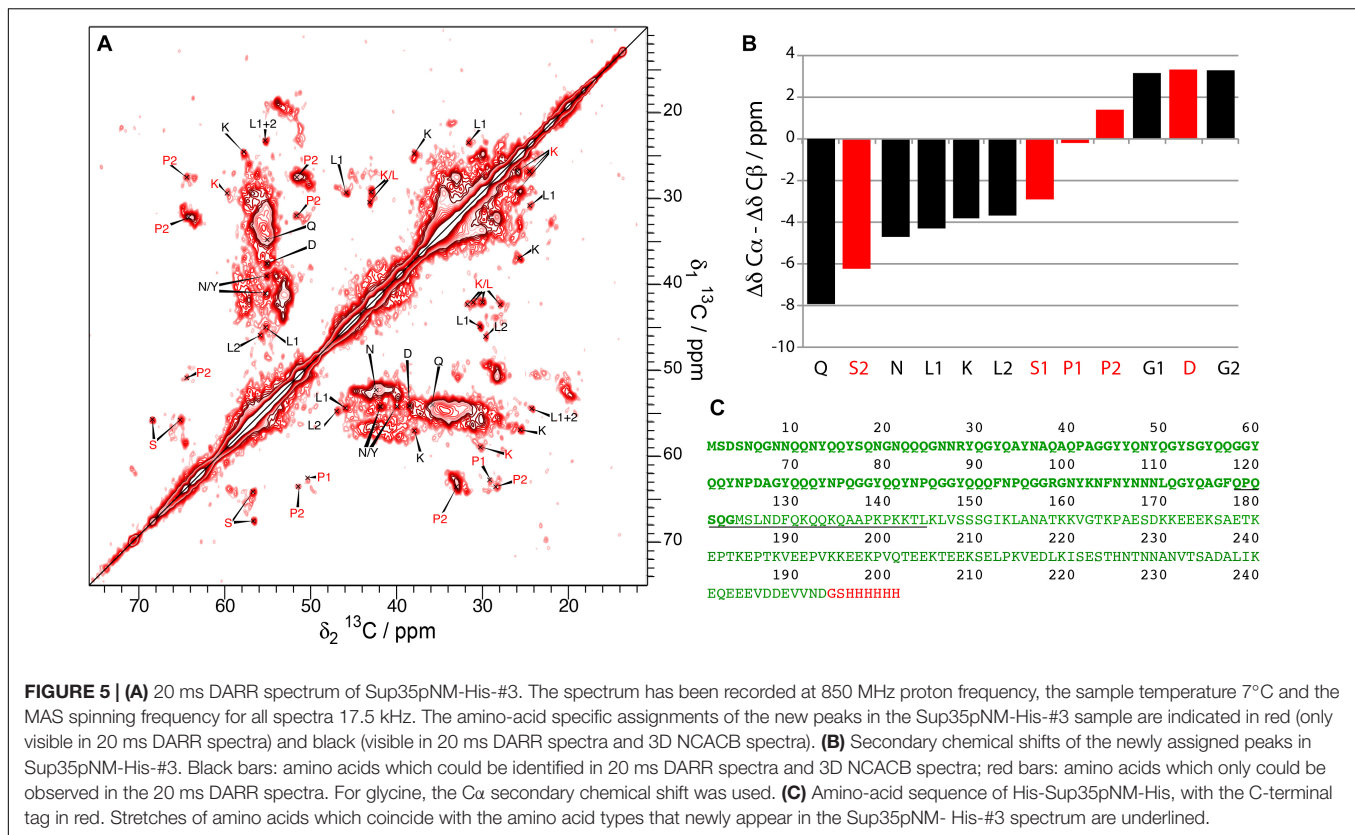 A
20
30
40
50
60
70
δ1 13C / ppm
70 60 50 40 30 20
δ2 13C / ppm
K
L1+2
P2
K
P2
L1
K/L
P2
P2
Q
D
N/Y
L2
L1
P2
S
K
L1
K
L1
K
K/L
L1
L2
N
D
Q
L1
L2
L1+2
N/Y
K
K
K
P1
P1
P2
P2
P2
S
B
4
2
0
-2
-4
-6
-8
-10
Δδ Cα - Δδ Cβ / ppm
Q S2 N L1 K L2 S1 P1 P2 G1 D G2
C
10 20 30 40 50 60
MSDSNQGNNQQNYQQYSQNGNQQQGNNRYQGYQAYNAQAQPAGGYYQNYQGYSGYQQGGY
70 80 90 100 110 120
QQYNPDAGYQQQYNPQGGYQQYNPQGGYQQQFNPQGGRGNYKNFNYNNNLQGYQAGFQPQ
130 140 150 160 170 180
SQGMSLNDFQKQQKQAAPKPKKTLKLVSSSGIKLANATKKVGTKPAESDKKEEEKSAETK
190 200 210 220 230 240
EPTKEPTKVEEPVKKEEKPVQTEEKTEEKSELPKVEDLKISESTHNTNNANVTSADALIK
190 200 210 220 230 240
EQEEEVDDEVVNDGSHHHHHH
FIGURE 5 | (A) 20 ms DARR spectrum of Sup35pNM-His-#3. The spectrum has been recorded at 850 MHz proton frequency, the sample temperature 7°C and the
MAS spinning frequency for all spectra 17.5 kHz. The amino-acid specific assignments of the new peaks in the Sup35pNM-His-#3 sample are indicated in red (only
visible in 20 ms DARR spectra) and black (visible in 20 ms DARR spectra and 3D NCACB spectra). (B) Secondary chemical shifts of the newly assigned peaks in
Sup35pNM-His-#3. Black bars: amino acids which could be identified in 20 ms DARR spectra and 3D NCACB spectra; red bars: amino acids which only could be
observed in the 20 ms DARR spectra. For glycine, the Cα secondary chemical shift was used. (C) Amino-acid sequence of His-Sup35pNM-His, with the C-terminal
tag in red. Stretches of amino acids which coincide with the amino acid types that newly appear in the Sup35pNM- His-#3 spectrum are underlined.